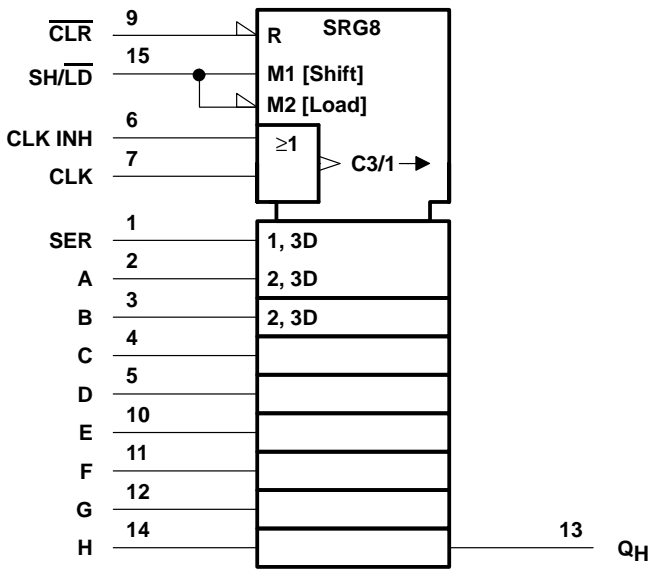 SRG8
CLR 9 R
SH/LD 15 M1 [Shift]
M2 [Load]
CLK INH 6 ≥1
CLK 7 C3/1
SER 1 1, 3D
A 2 2, 3D
B 3 2, 3D
C 4
D 5
E 10
F 11
G 12
H 14 13 QH